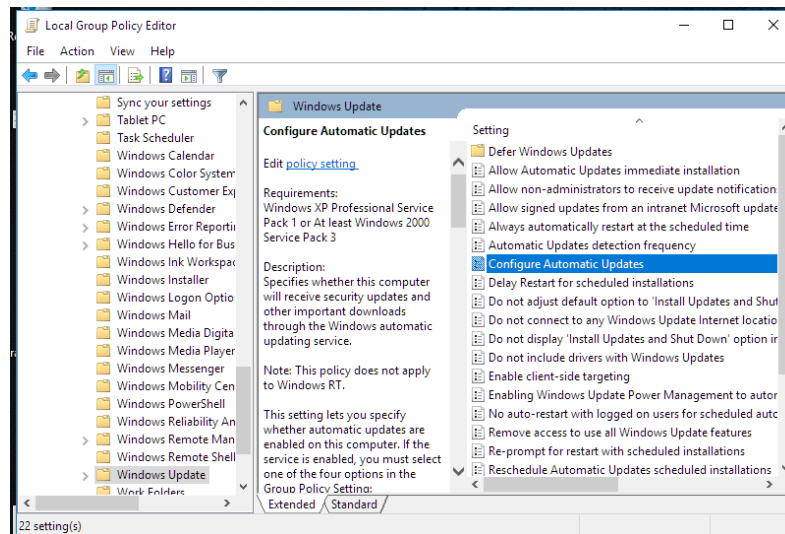 Local Group Policy Editor
File Action View Help
Sync your settings
Tablet PC
Task Scheduler
Windows Calendar
Windows Color System
Windows Customer Ex
Windows Defender
Windows Error Reporti
Windows Hello for Bus
Windows Ink Workspac
Windows Installer
Windows Logon Optio
Windows Mail
Windows Media Digita
Windows Media Player
Windows Messenger
Windows Mobility Cen
Windows PowerShell
Windows Reliability An
Windows Remote Man
Windows Remote Shell
Windows Update
Work Folders
Windows Update
Configure Automatic Updates
Edit policy setting
Requirements:
Windows XP Professional Service
Pack 1 or At least Windows 2000
Service Pack 3
Description:
Specifies whether this computer
will receive security updates and
other important downloads
through the Windows automatic
updating service.
Note: This policy does not apply
to Windows RT.
This setting lets you specify
whether automatic updates are
enabled on this computer. If the
service is enabled, you must select
one of the four options in the
Group Policy Setting:
Setting
Defer Windows Updates
Allow Automatic Updates immediate installation
Allow non-administrators to receive update notification
Allow signed updates from an intranet Microsoft update
Always automatically restart at the scheduled time
Automatic Updates detection frequency
Configure Automatic Updates
Delay Restart for scheduled installations
Do not adjust default option to 'Install Updates and Shut
Do not connect to any Windows Update Internet locatio
Do not display 'Install Updates and Shut Down' option in
Do not include drivers with Windows Updates
Enable client-side targeting
Enabling Windows Update Power Management to autor
No auto-restart with logged on users for scheduled autc
Remove access to use all Windows Update features
Re-prompt for restart with scheduled installations
Reschedule Automatic Updates scheduled installations
Extended Standard
22 setting(s)